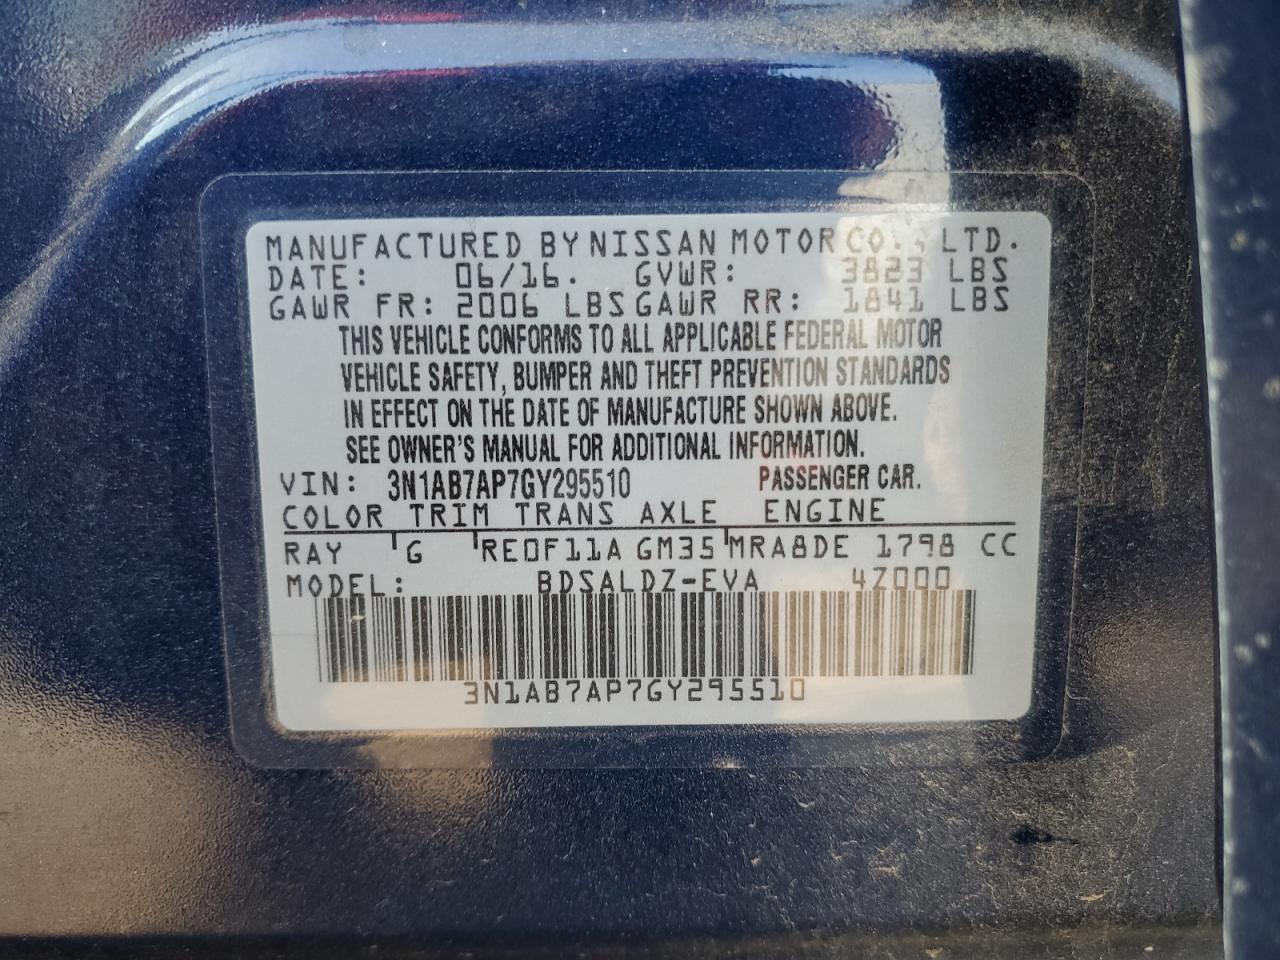 MANUFACTURED BY NISSAN MOTOR CO., LTD.
DATE: 06/16. GVWR: 3823 LBS
GAWR FR: 2006 LBS GAWR RR: 1841 LBS
THIS VEHICLE CONFORMS TO ALL APPLICABLE FEDERAL MOTOR
VEHICLE SAFETY, BUMPER AND THEFT PREVENTION STANDARDS
IN EFFECT ON THE DATE OF MANUFACTURE SHOWN ABOVE.
SEE OWNER'S MANUAL FOR ADDITIONAL INFORMATION.
VIN: 3N1AB7AP7GY295510 PASSENGER CAR.
COLOR TRIM TRANS AXLE ENGINE
RAY G RE0F11A GM35 MRA8DE 1798 CC
MODEL: BDSALDZ-EVA 4Z000
3N1AB7AP7GY295510